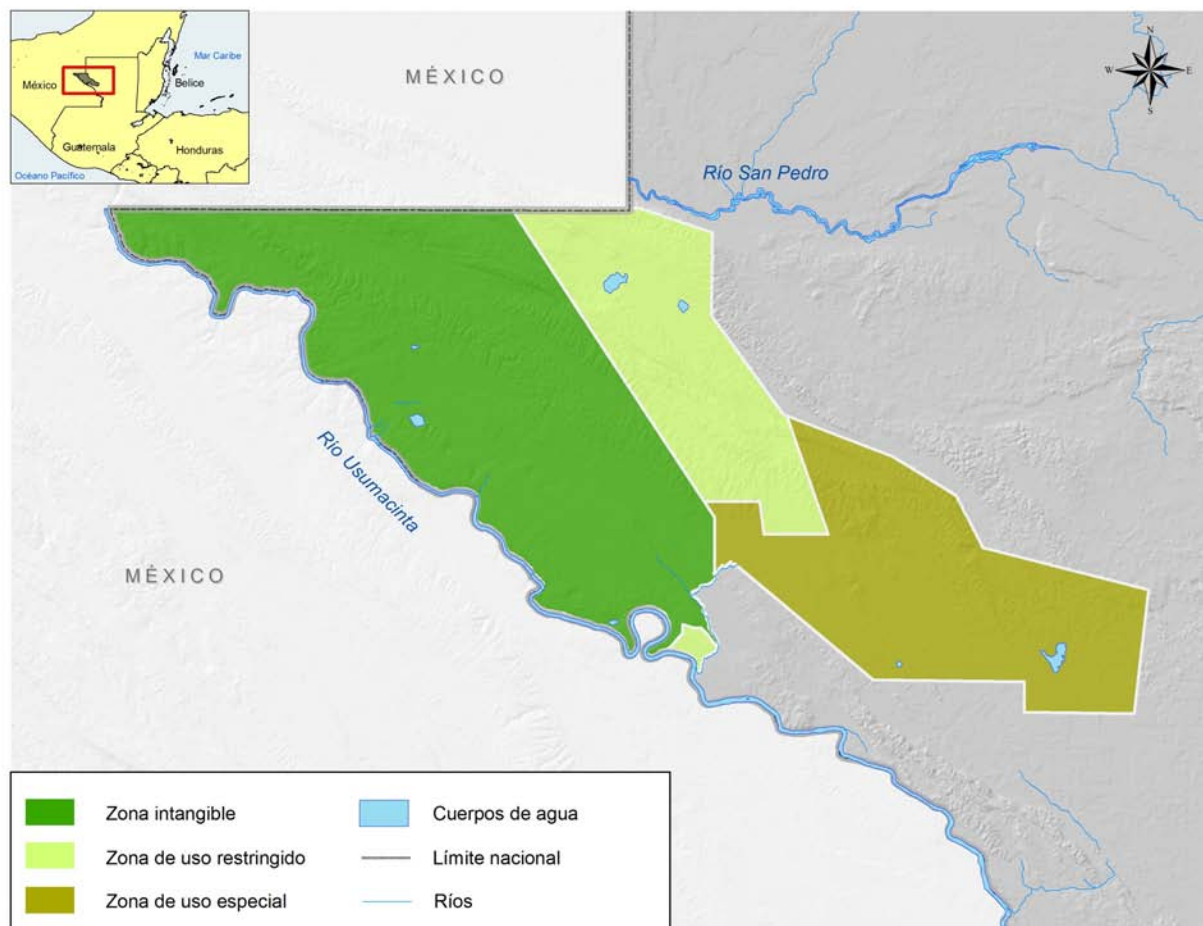 Mar Caribe
México
Belice
Guatemala
Honduras
Océano Pacífico
MÉXICO
N
W E
S
Río San Pedro
Río Usumacinta
MÉXICO
Zona intangible
Zona de uso restringido
Zona de uso especial
Cuerpos de agua
Límite nacional
Ríos